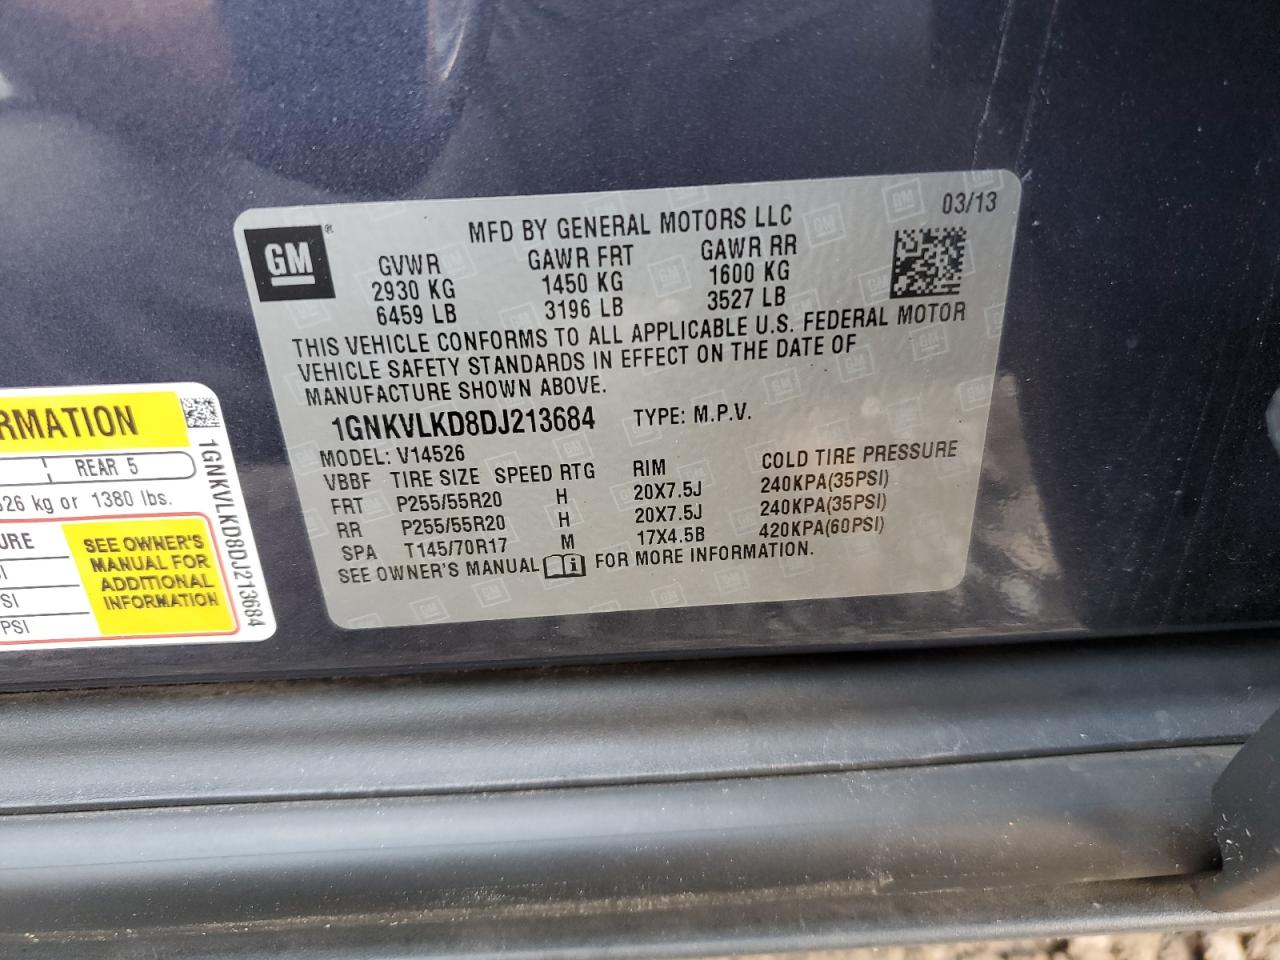 GM
MFD BY GENERAL MOTORS LLC
03/13
GVWR GAWR FRT GAWR RR
2930 KG 1450 KG 1600 KG
6459 LB 3196 LB 3527 LB
THIS VEHICLE CONFORMS TO ALL APPLICABLE U.S. FEDERAL MOTOR
VEHICLE SAFETY STANDARDS IN EFFECT ON THE DATE OF
MANUFACTURE SHOWN ABOVE.
1GNKVLKD8DJ213684 TYPE: M.P.V.
MODEL: V14526
VBBF TIRE SIZE SPEED RTG RIM COLD TIRE PRESSURE
FRT P255/55R20 H 20X7.5J 240KPA(35PSI)
RR P255/55R20 H 20X7.5J 240KPA(35PSI)
SPA T145/70R17 M 17X4.5B 420KPA(60PSI)
SEE OWNER'S MANUAL i FOR MORE INFORMATION.
RMATION
REAR 5
526 kg or 1380 lbs.
URE
SI
PSI
SEE OWNER'S
MANUAL FOR
ADDITIONAL
INFORMATION
1GNKVLKD8DJ213684